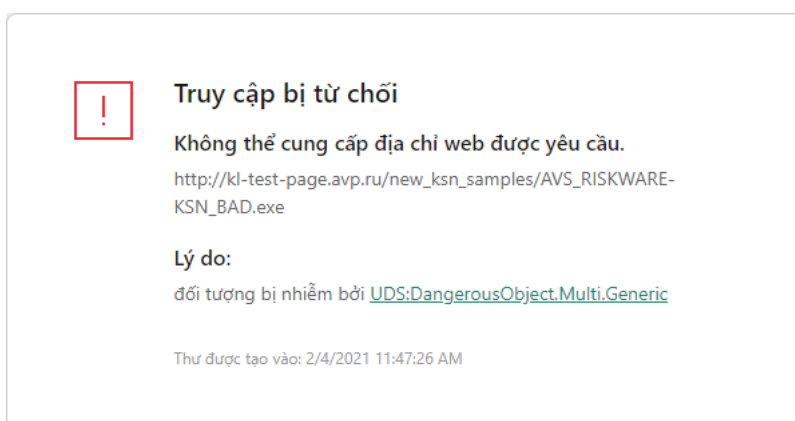 !
Truy cập bị từ chối
Không thể cung cấp địa chỉ web được yêu cầu.
http://kl-test-page.avp.ru/new_ksn_samples/AVS_RISKWARE-
KSN_BAD.exe
Lý do:
đối tượng bị nhiễm bởi UDS:DangerousObject.Multi.Generic
Thư được tạo vào: 2/4/2021 11:47:26 AM